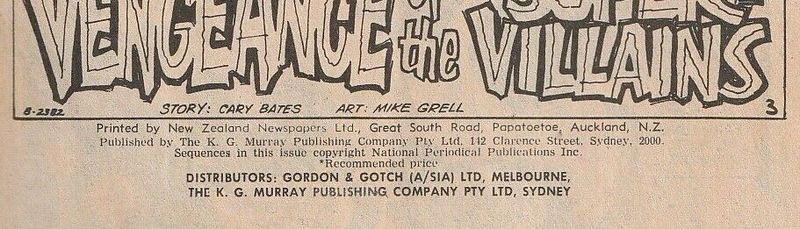 VENGEANCE of the SUPER-VILLAINS
B-2382 STORY: CARY BATES ART: MIKE GRELL 3
Printed by New Zealand Newspapers Ltd., Great South Road, Papatoetoe, Auckland, N.Z.
Published by The K. G. Murray Publishing Company Pty Ltd, 142 Clarence Street, Sydney, 2000.
Sequences in this issue copyright National Periodical Publications Inc.
*Recommended price
DISTRIBUTORS: GORDON & GOTCH (A/SIA) LTD, MELBOURNE,
THE K. G. MURRAY PUBLISHING COMPANY PTY LTD, SYDNEY